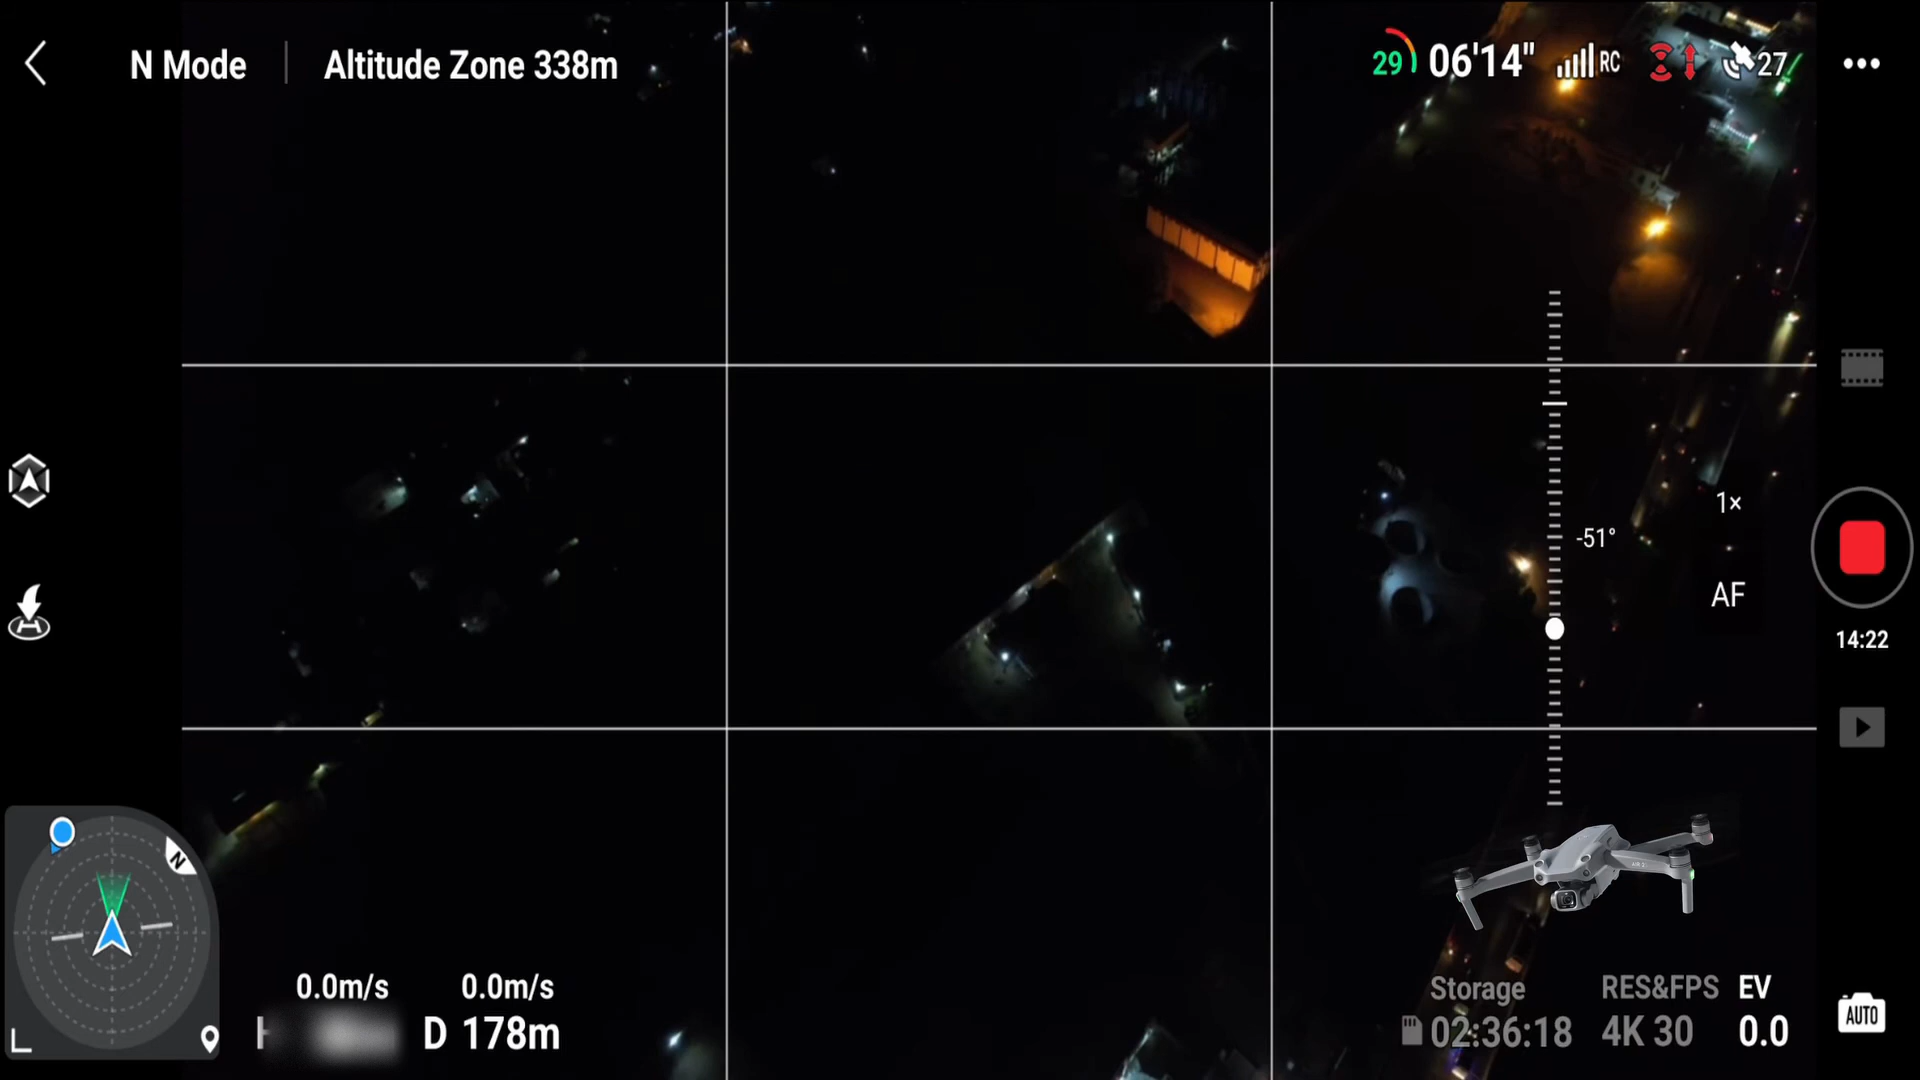 N Mode Altitude Zone 338m 29 06'14" RC 27
1×
-51°
AF
14:22
N
0.0m/s 0.0m/s
H D 178m
Storage RES&FPS EV
02:36:18 4K 30 0.0
AUTO